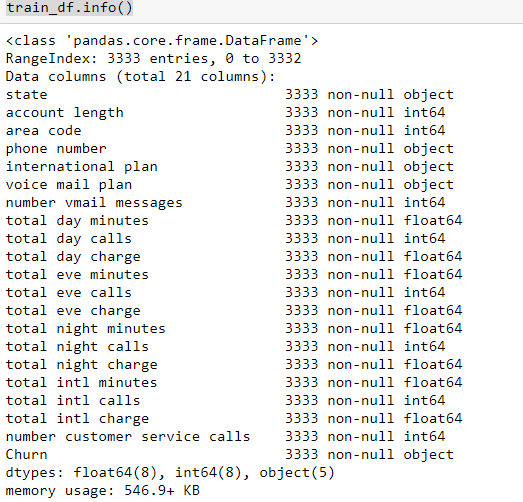 train_df.info()
<class 'pandas.core.frame.DataFrame'>
RangeIndex: 3333 entries, 0 to 3332
Data columns (total 21 columns):
state                            3333 non-null object
account length                   3333 non-null int64
area code                        3333 non-null int64
phone number                     3333 non-null object
international plan               3333 non-null object
voice mail plan                  3333 non-null object
number vmail messages            3333 non-null int64
total day minutes                3333 non-null float64
total day calls                  3333 non-null int64
total day charge                 3333 non-null float64
total eve minutes                3333 non-null float64
total eve calls                  3333 non-null int64
total eve charge                 3333 non-null float64
total night minutes              3333 non-null float64
total night calls                3333 non-null int64
total night charge               3333 non-null float64
total intl minutes               3333 non-null float64
total intl calls                 3333 non-null int64
total intl charge                3333 non-null float64
number customer service calls    3333 non-null int64
Churn                            3333 non-null object
dtypes: float64(8), int64(8), object(5)
memory usage: 546.9+ KB